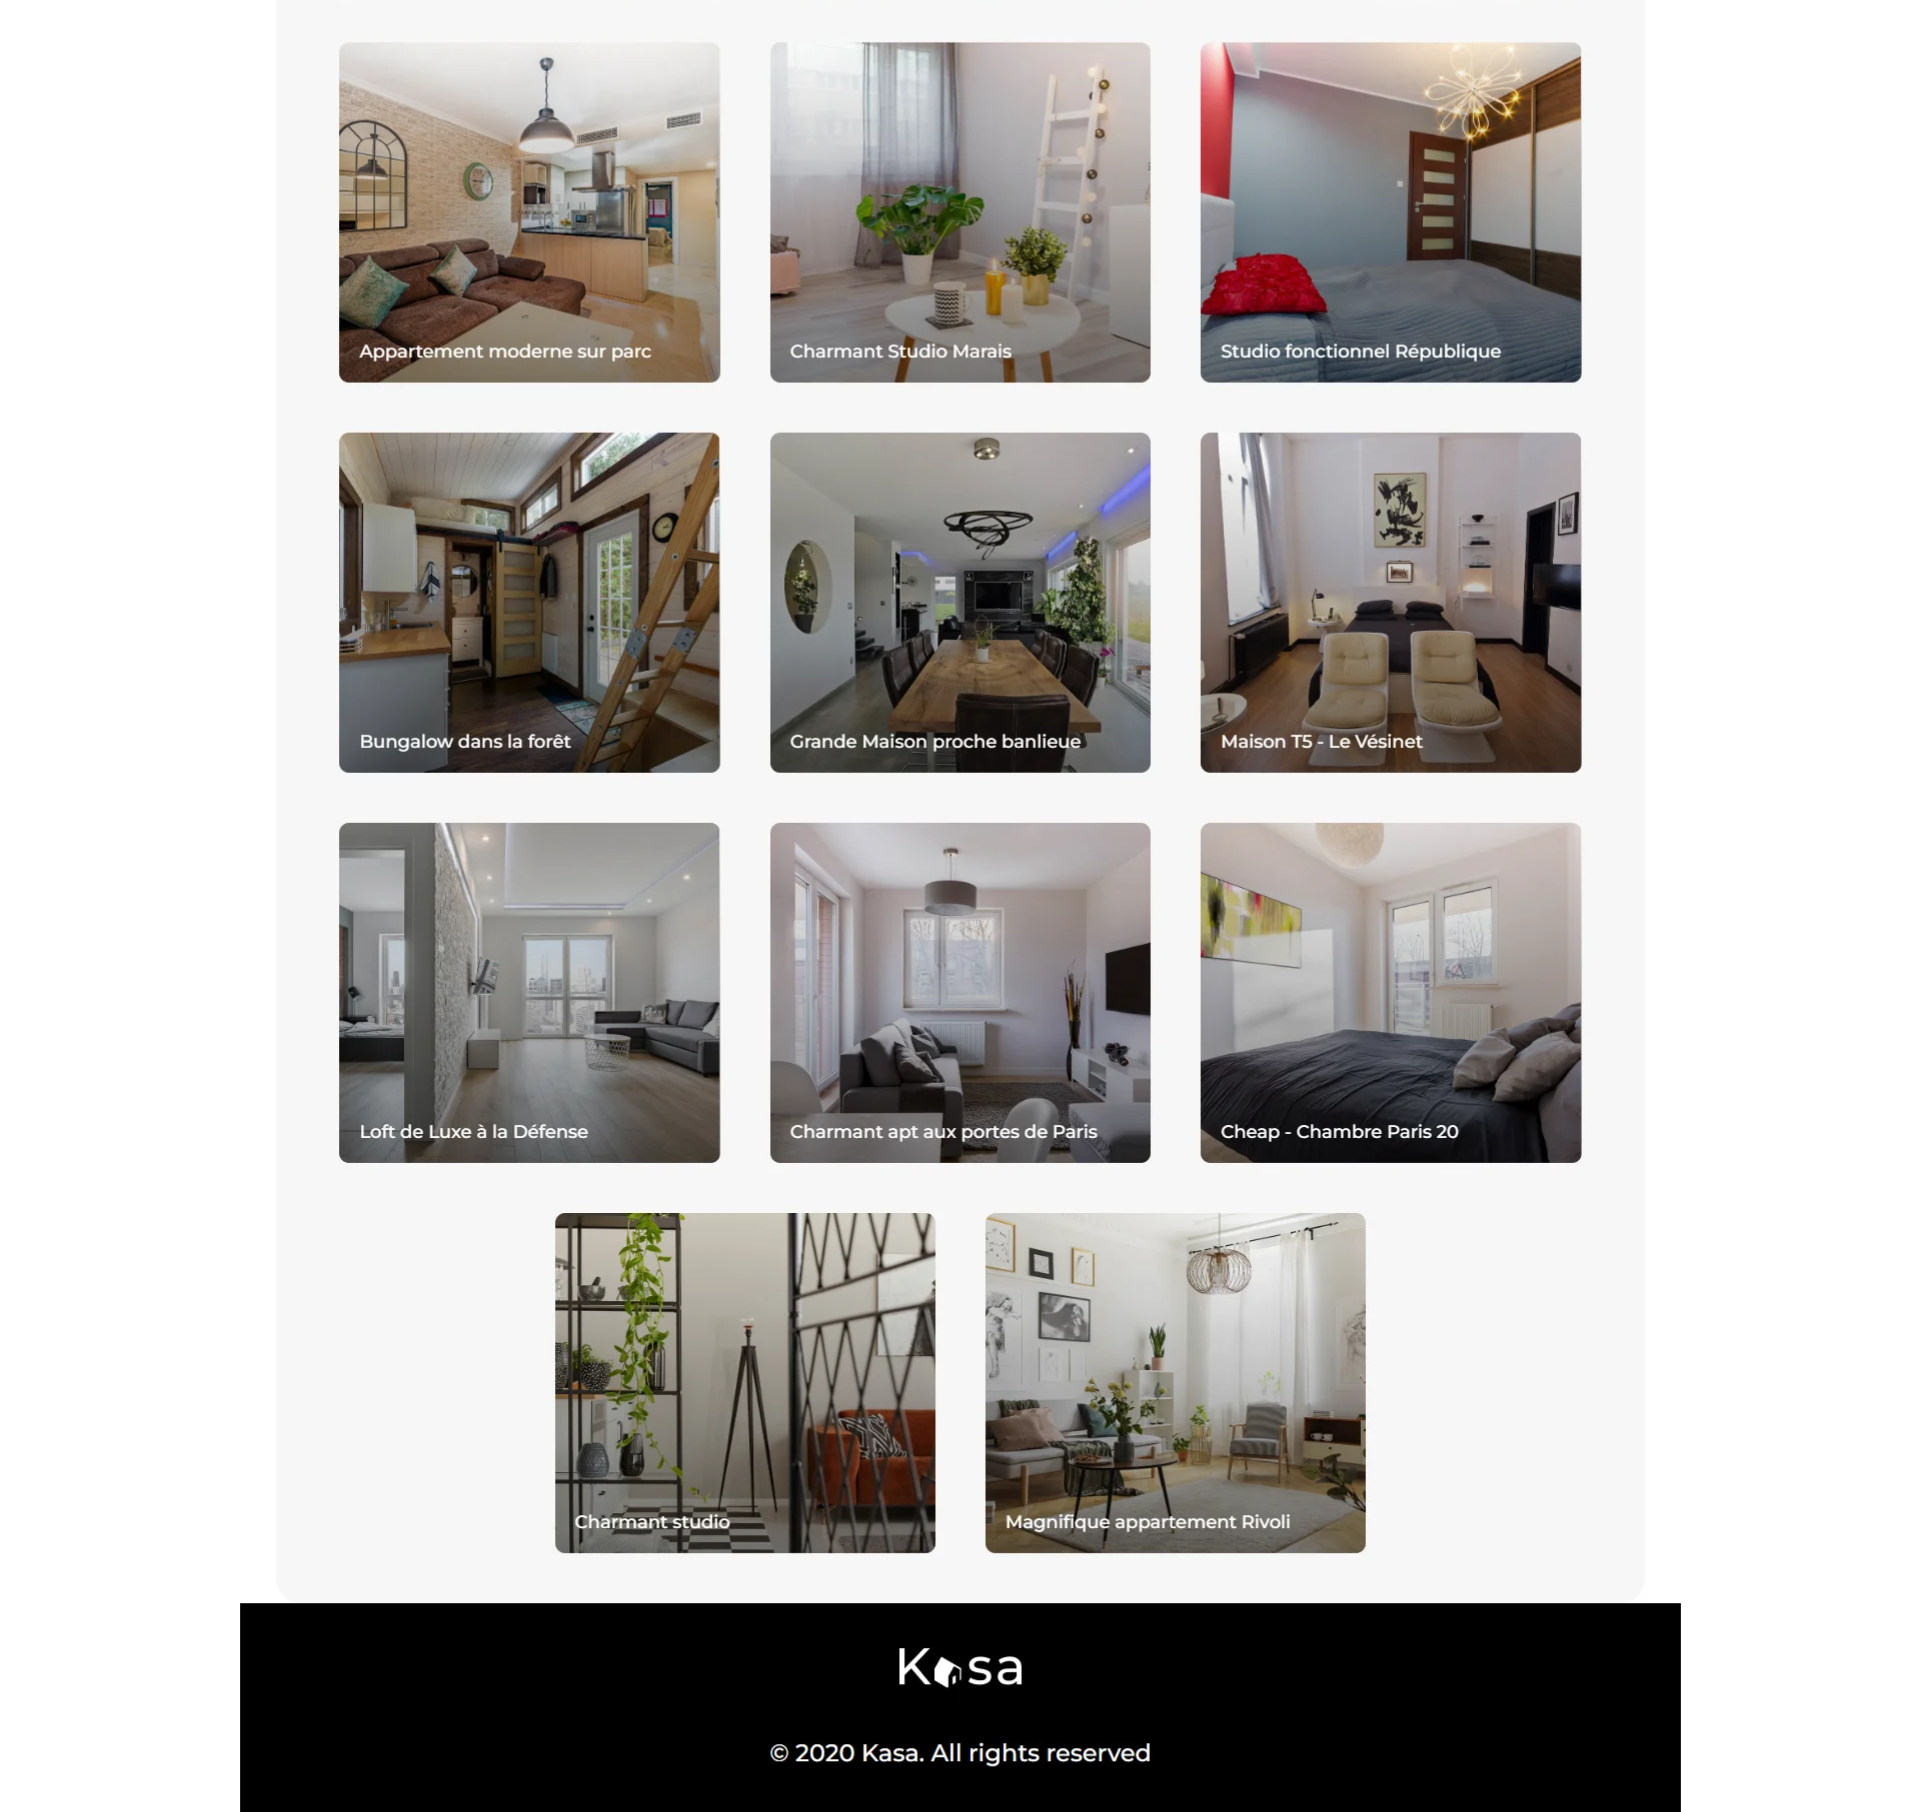 Appartement moderne sur parc
Charmant Studio Marais
Studio fonctionnel République
Bungalow dans la forêt
Grande Maison proche banlieue
Maison T5 - Le Vésinet
Loft de Luxe à la Défense
Charmant apt aux portes de Paris
Cheap - Chambre Paris 20
Charmant studio
Magnifique appartement Rivoli
Kasa
© 2020 Kasa. All rights reserved